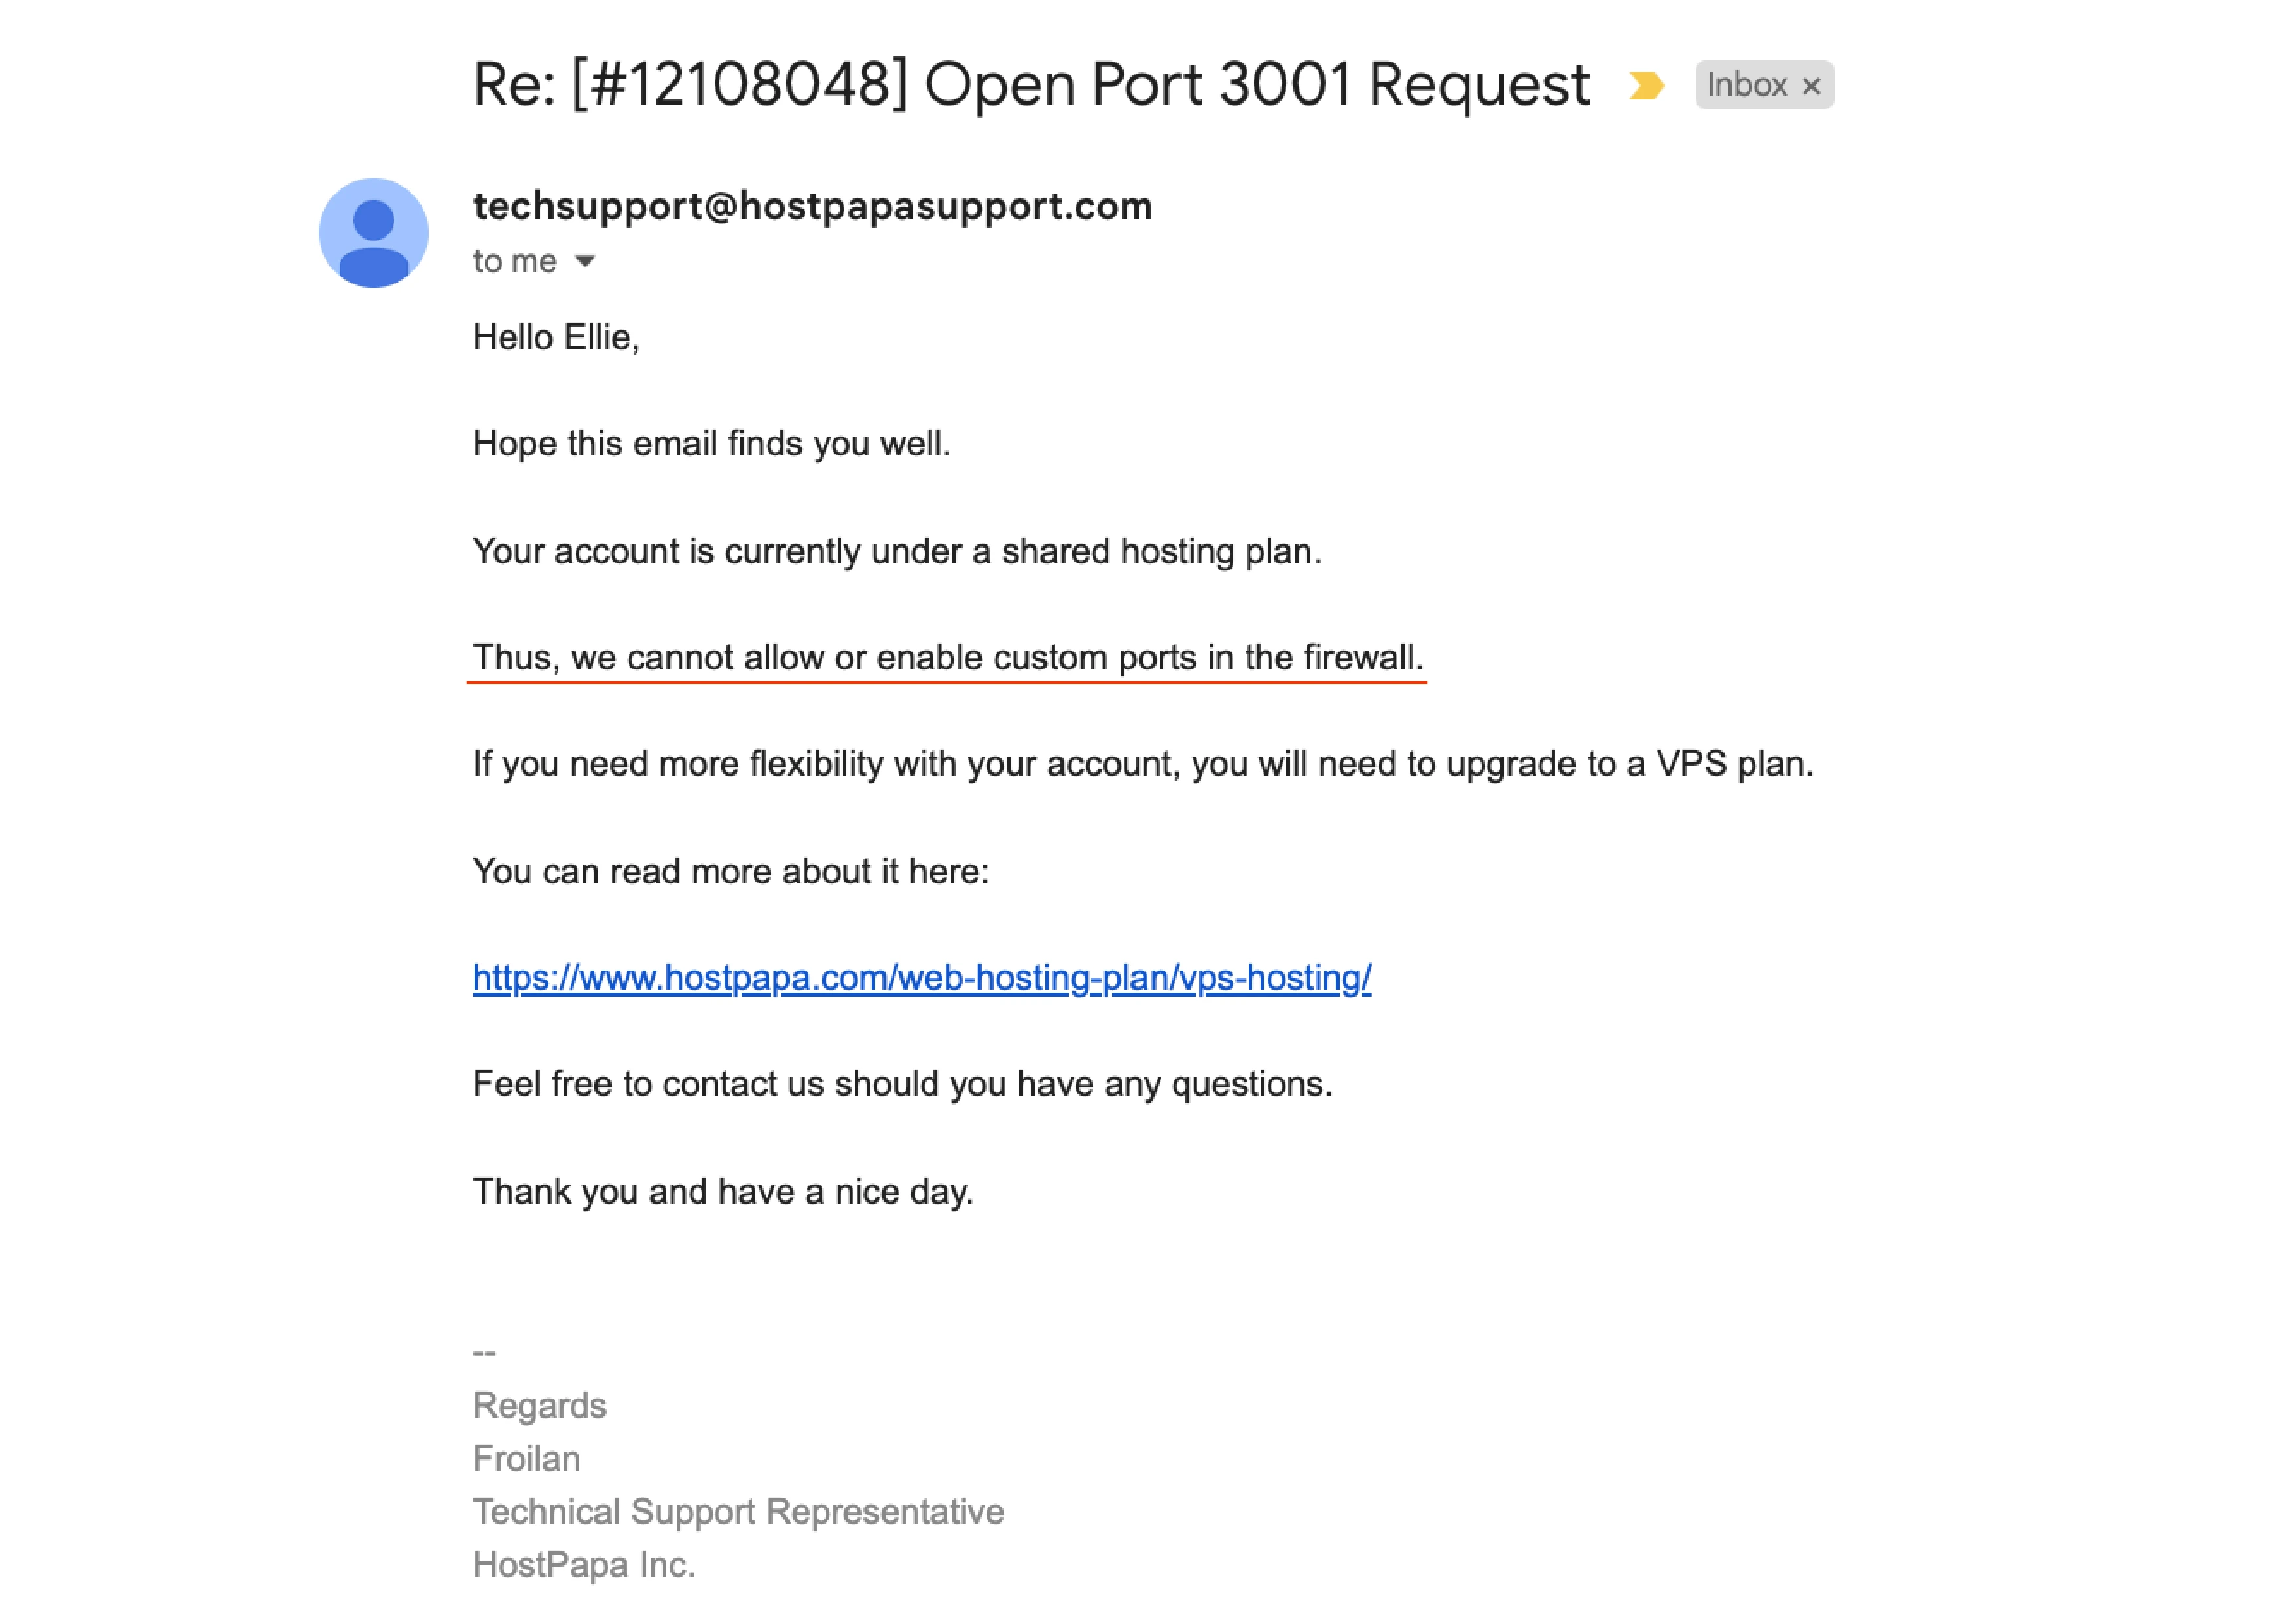 Re: [#12108048] Open Port 3001 Request Inbox ×
techsupport@hostpapasupport.com
to me
Hello Ellie,
Hope this email finds you well.
Your account is currently under a shared hosting plan.
Thus, we cannot allow or enable custom ports in the firewall.
If you need more flexibility with your account, you will need to upgrade to a VPS plan.
You can read more about it here:
https://www.hostpapa.com/web-hosting-plan/vps-hosting/
Feel free to contact us should you have any questions.
Thank you and have a nice day.
--
Regards
Froilan
Technical Support Representative
HostPapa Inc.